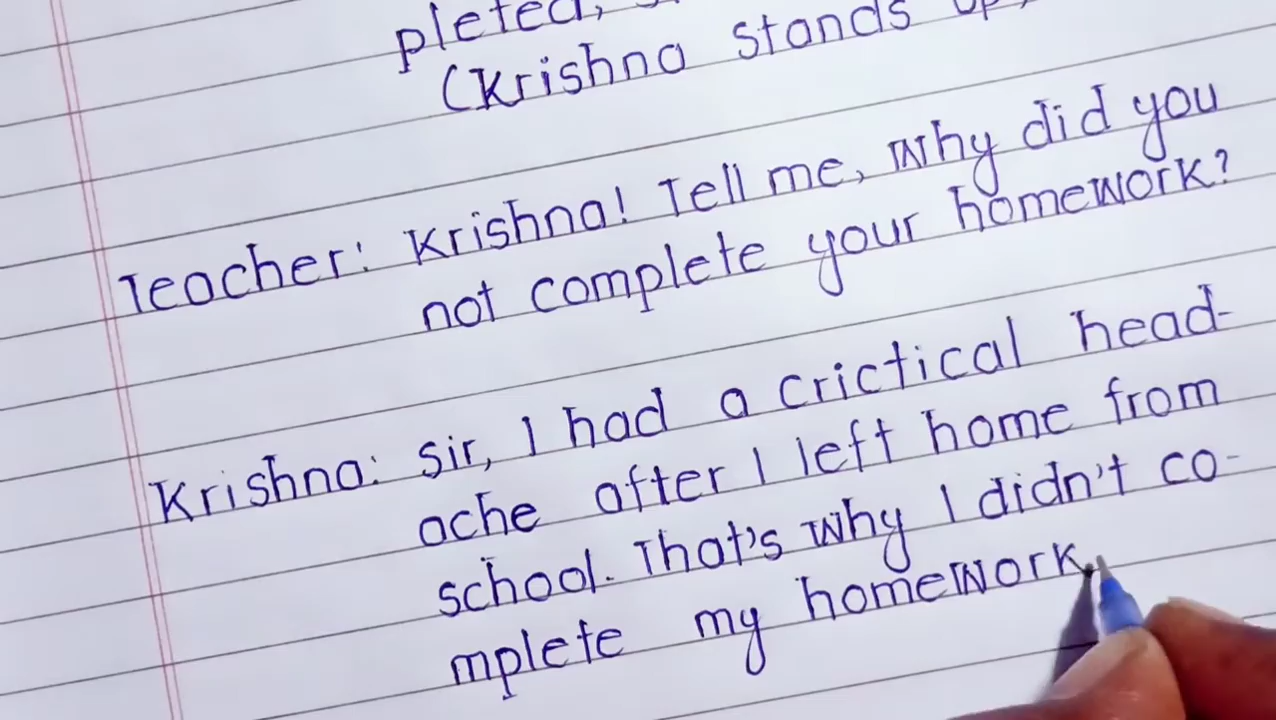 pleted,
(Krishna stands up,
Teacher: Krishna! Tell me, Why did you
not complete your homework?
Krishna: Sir, I had a crictical head-
ache after I left home from
school. That's why I didn't co-
mplete my homework.